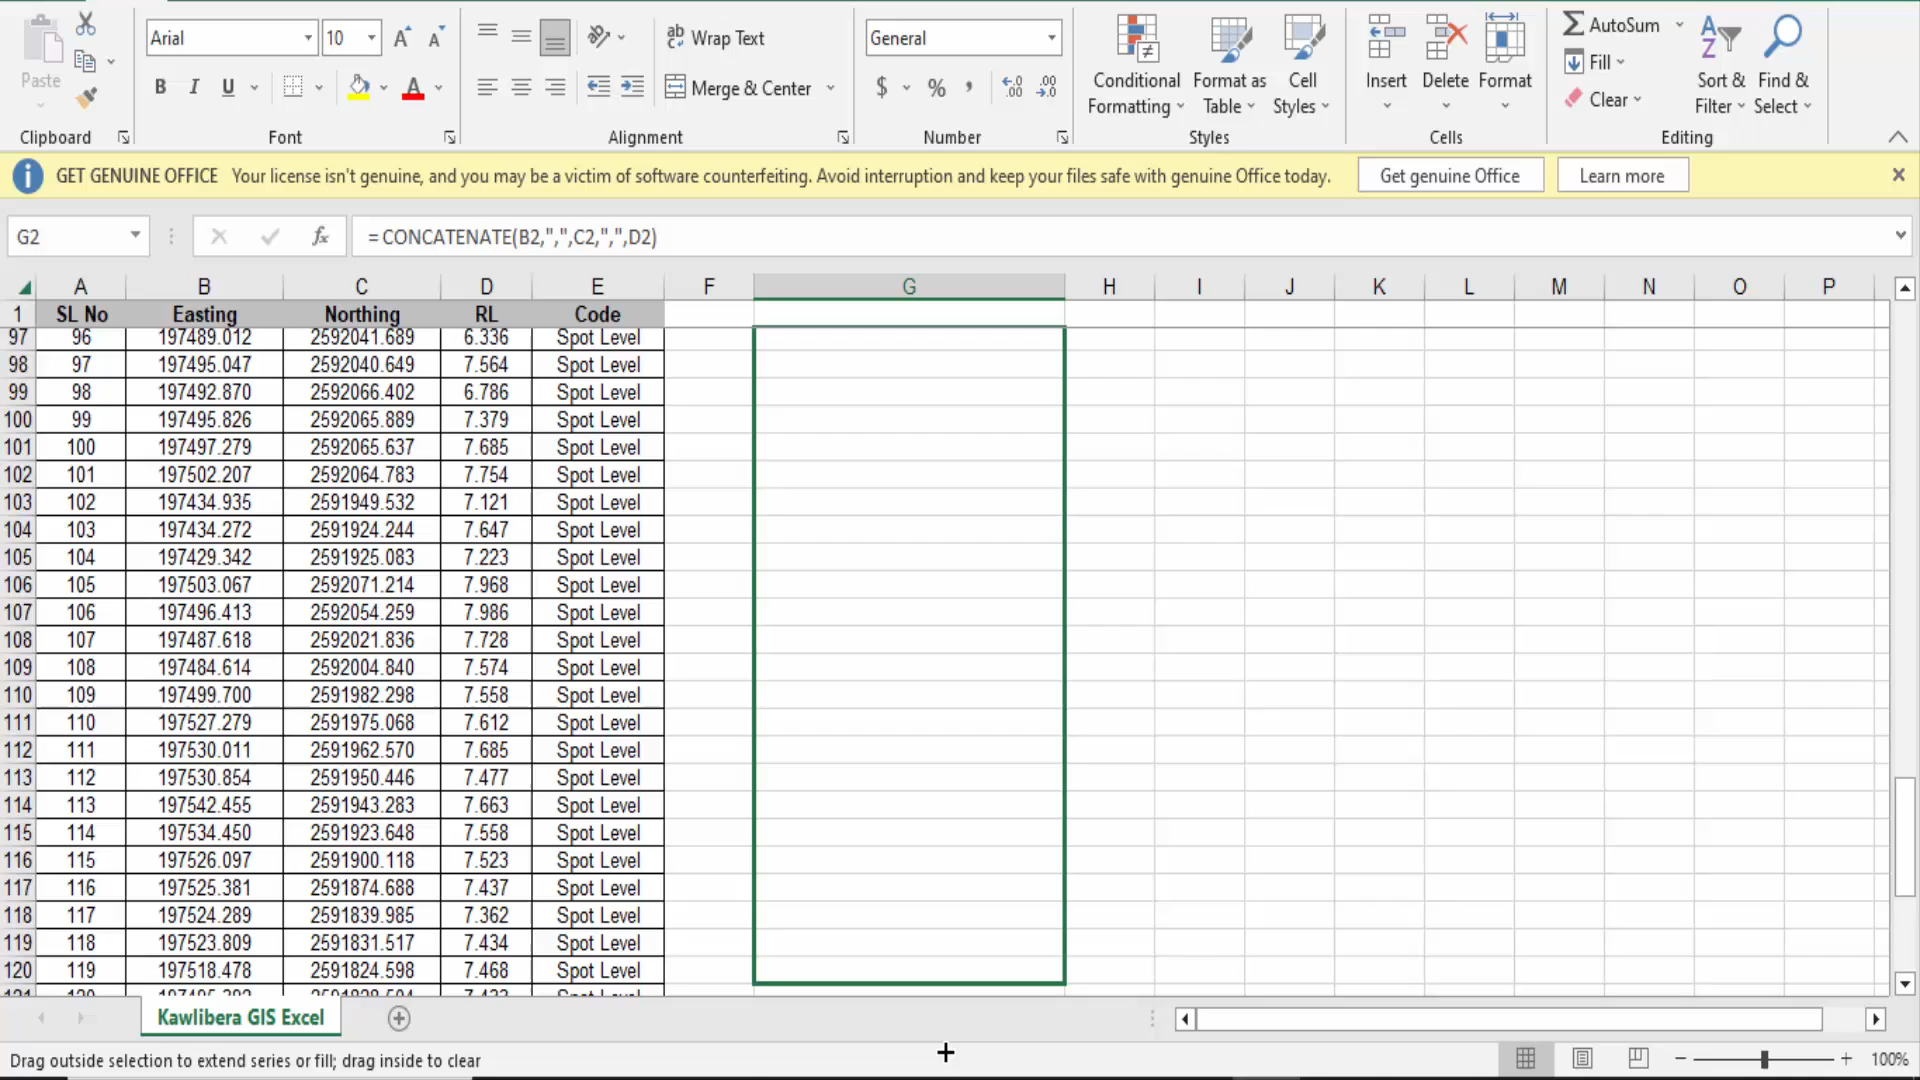 Arial 10 Wrap Text General AutoSum
Paste B I U Merge & Center $ % , Conditional Formatting Format as Table Cell Styles Insert Delete Format Fill Clear Sort & Filter Find & Select
Clipboard Font Alignment Number Styles Cells Editing
GET GENUINE OFFICE Your license isn't genuine, and you may be a victim of software counterfeiting. Avoid interruption and keep your files safe with genuine Office today. Get genuine Office Learn more
G2 fx =CONCATENATE(B2,",",C2,",",D2)
A B C D E F G H I J K L M N O P
1 SL No Easting Northing RL Code
97 96 197489.012 2592041.689 6.336 Spot Level
98 97 197495.047 2592040.649 7.564 Spot Level
99 98 197492.870 2592066.402 6.786 Spot Level
100 99 197495.826 2592065.889 7.379 Spot Level
101 100 197497.279 2592065.637 7.685 Spot Level
102 101 197502.207 2592064.783 7.754 Spot Level
103 102 197434.935 2591949.532 7.121 Spot Level
104 103 197434.272 2591924.244 7.647 Spot Level
105 104 197429.342 2591925.083 7.223 Spot Level
106 105 197503.067 2592071.214 7.968 Spot Level
107 106 197496.413 2592054.259 7.986 Spot Level
108 107 197487.618 2592021.836 7.728 Spot Level
109 108 197484.614 2592004.840 7.574 Spot Level
110 109 197499.700 2591982.298 7.558 Spot Level
111 110 197527.279 2591975.068 7.612 Spot Level
112 111 197530.011 2591962.570 7.685 Spot Level
113 112 197530.854 2591950.446 7.477 Spot Level
114 113 197542.455 2591943.283 7.663 Spot Level
115 114 197534.450 2591923.648 7.558 Spot Level
116 115 197526.097 2591900.118 7.523 Spot Level
117 116 197525.381 2591874.688 7.437 Spot Level
118 117 197524.289 2591839.985 7.362 Spot Level
119 118 197523.809 2591831.517 7.434 Spot Level
120 119 197518.478 2591824.598 7.468 Spot Level
Kawlibera GIS Excel
Drag outside selection to extend series or fill; drag inside to clear 100%